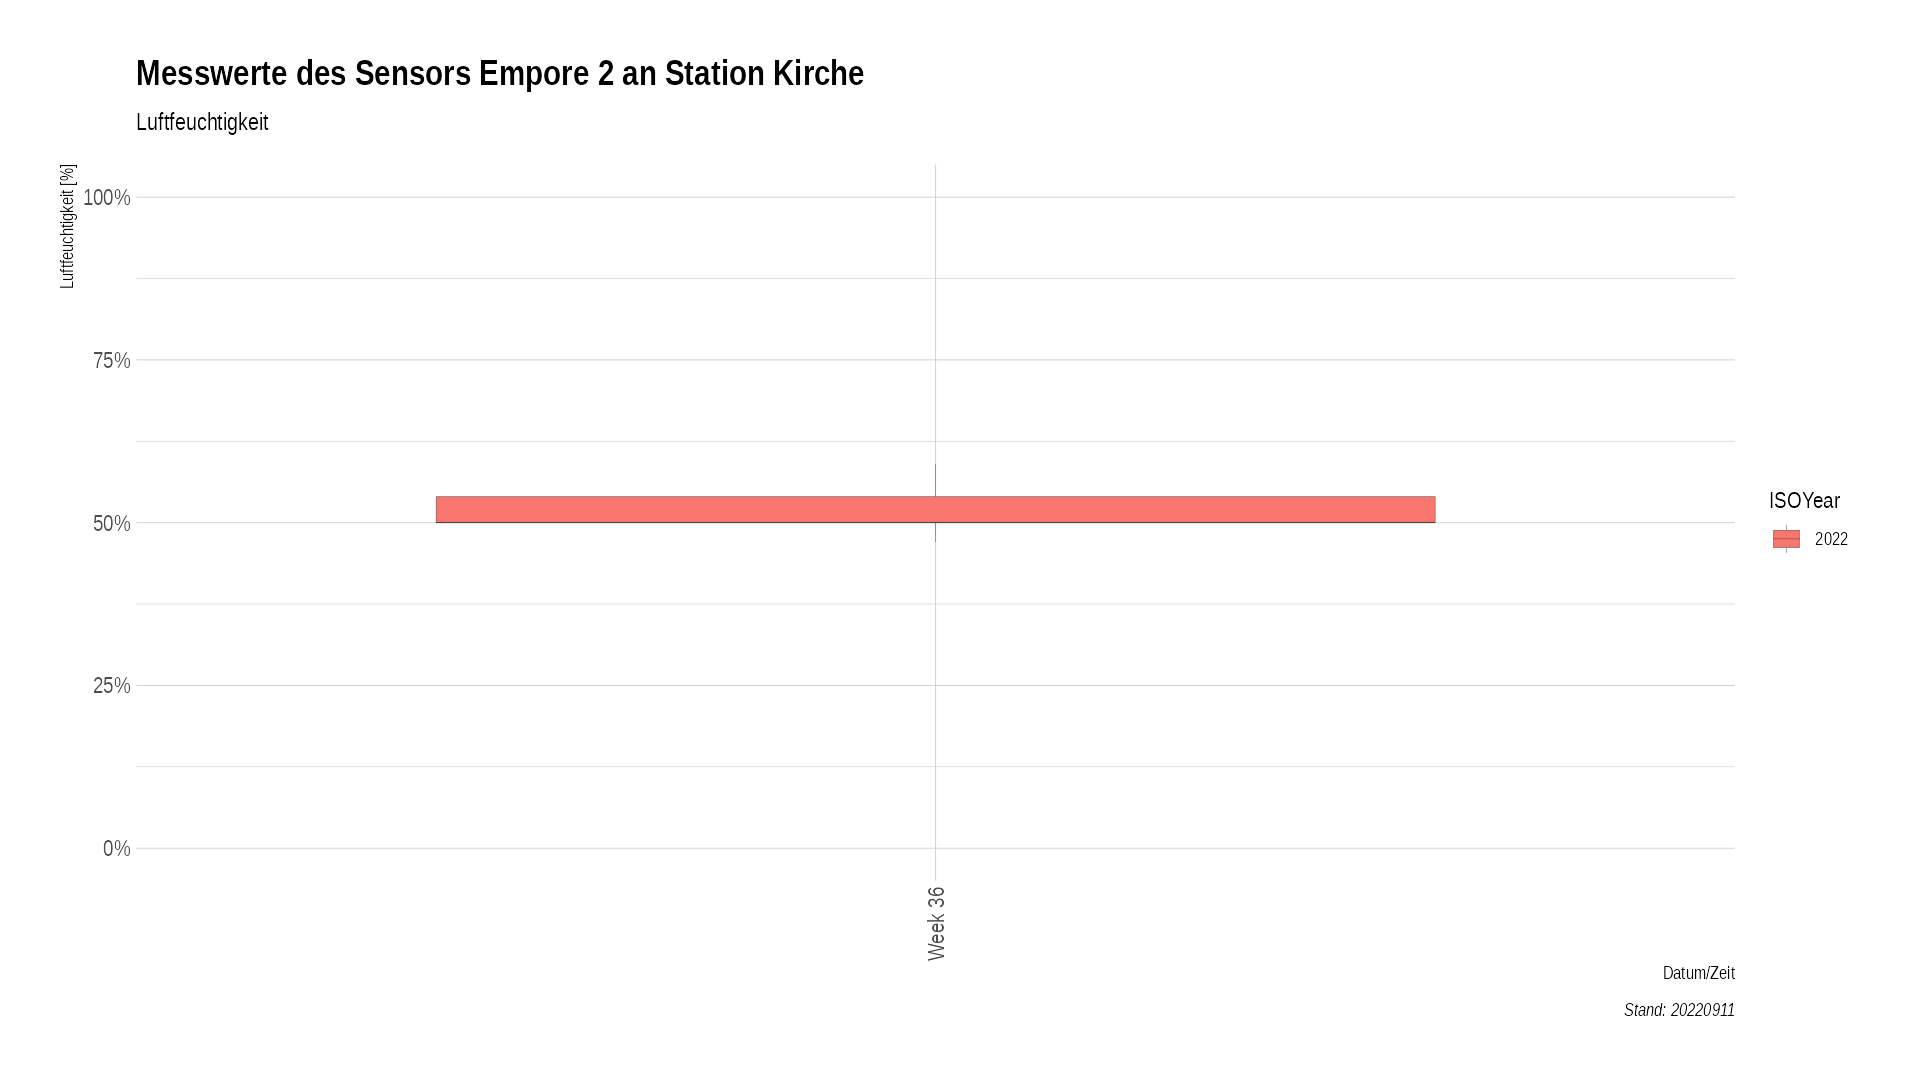 Messwerte des Sensors Empore 2 an Station Kirche
Luftfeuchtigkeit
Luftfeuchtigkeit [%]
100%
75%
50%
25%
0%
Week 36
Datum/Zeit
ISOYear
2022
Stand: 20220911